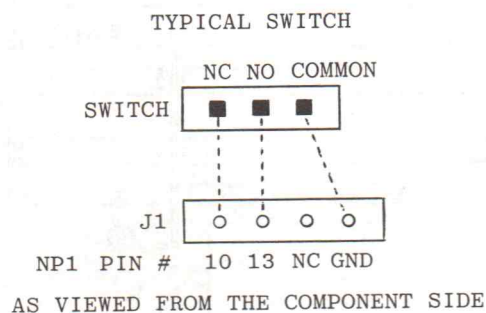 TYPICAL SWITCH
NC NO COMMON
SWITCH
J1
NP1 PIN # 10 13 NC GND
AS VIEWED FROM THE COMPONENT SIDE